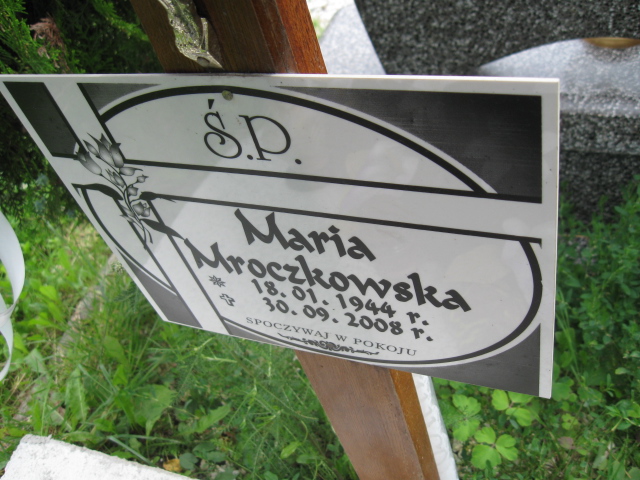 Ś.P.
Maria
Mroczkowska
18.01.1944 r.
30.09.2008 r.
SPOCZYWAJ W POKOJU